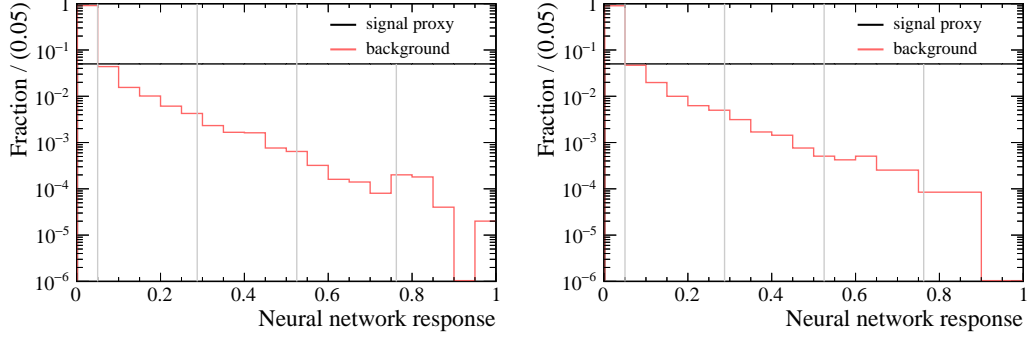 Fraction / (0.05)
1
10⁻¹
10⁻²
10⁻³
10⁻⁴
10⁻⁵
10⁻⁶
signal proxy
background
0 0.2 0.4 0.6 0.8 1
Neural network response
Fraction / (0.05)
1
10⁻¹
10⁻²
10⁻³
10⁻⁴
10⁻⁵
10⁻⁶
signal proxy
background
0 0.2 0.4 0.6 0.8 1
Neural network response